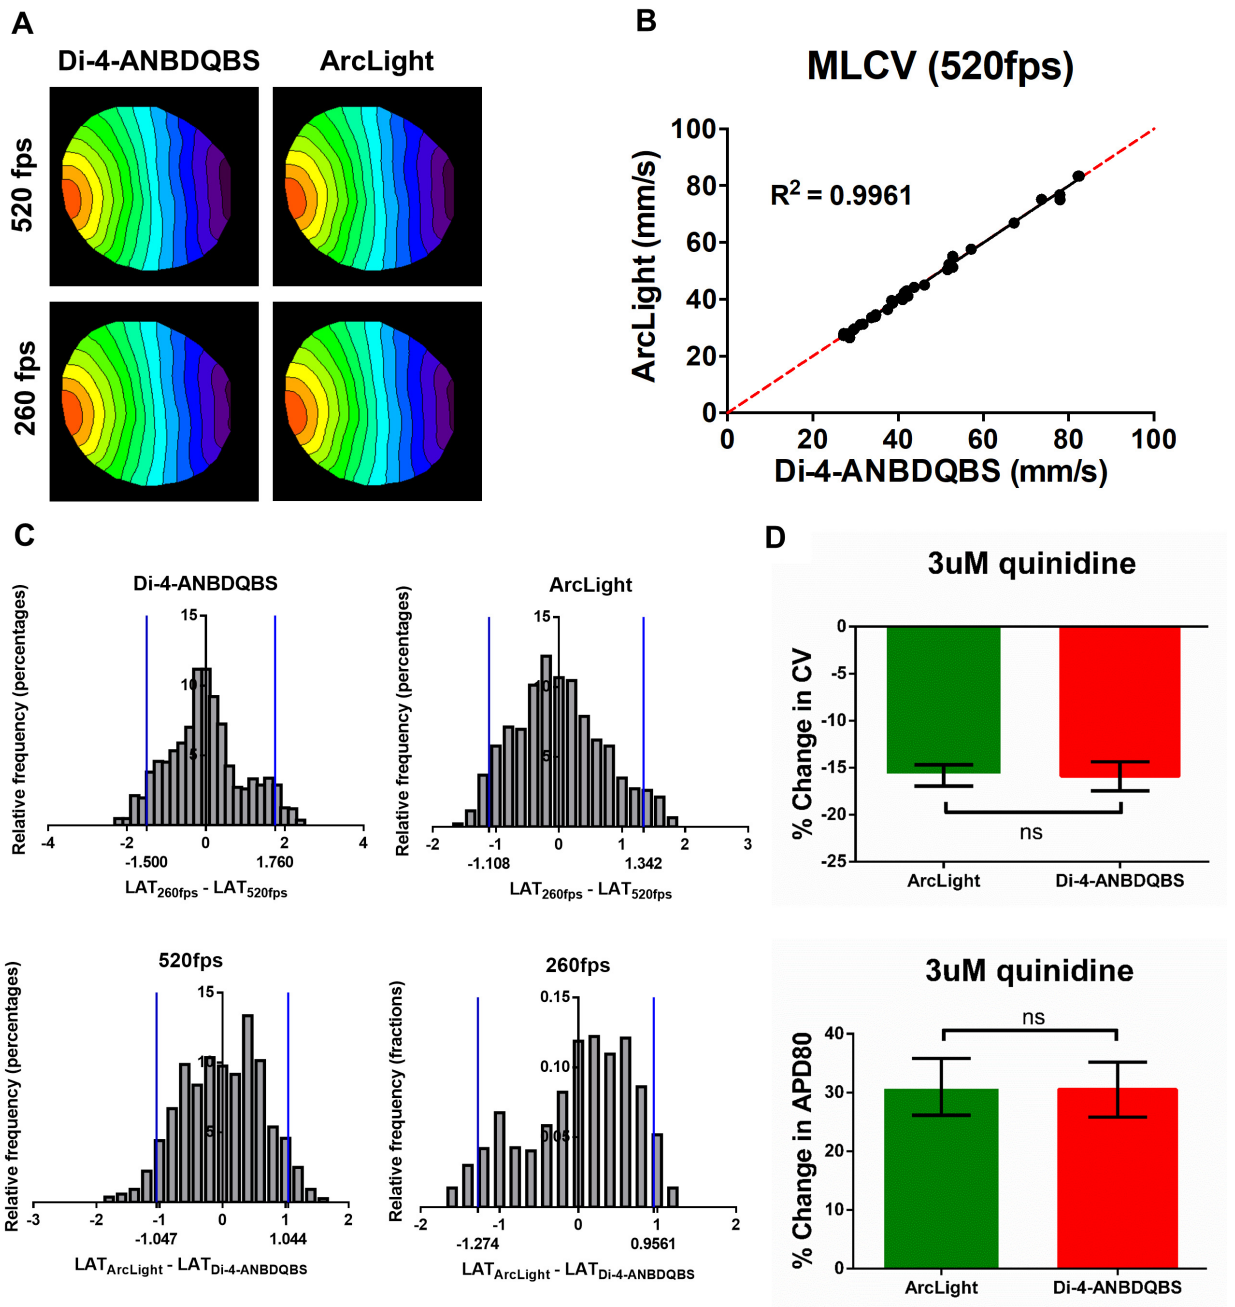 A
Di-4-ANBDQBS
ArcLight
520 fps
260 fps
B
MLCV (520fps)
R2 = 0.9961
ArcLight (mm/s)
100
80
60
40
20
0
0 20 40 60 80 100
Di-4-ANBDQBS (mm/s)
C
Di-4-ANBDQBS
Relative frequency (percentages)
15
10
5
-4 -2 0 2 4
-1.500 1.760
LAT260fps - LAT520fps
ArcLight
Relative frequency (percentages)
15
10
5
-2 -1 0 1 2 3
-1.108 1.342
LAT260fps - LAT520fps
520fps
Relative frequency (percentages)
15
10
5
-3 -2 -1 0 1 2
-1.047 1.044
LATArcLight - LATDi-4-ANBDQBS
260fps
Relative frequency (fractions)
0.15
0.10
0.05
-2 -1 0 1 2
-1.274 0.9561
LATArcLight - LATDi-4-ANBDQBS
D
3uM quinidine
% Change in CV
0
-5
-10
-15
-20
-25
ns
ArcLight Di-4-ANBDQBS
3uM quinidine
% Change in APD80
40
30
20
10
0
ns
ArcLight Di-4-ANBDQBS